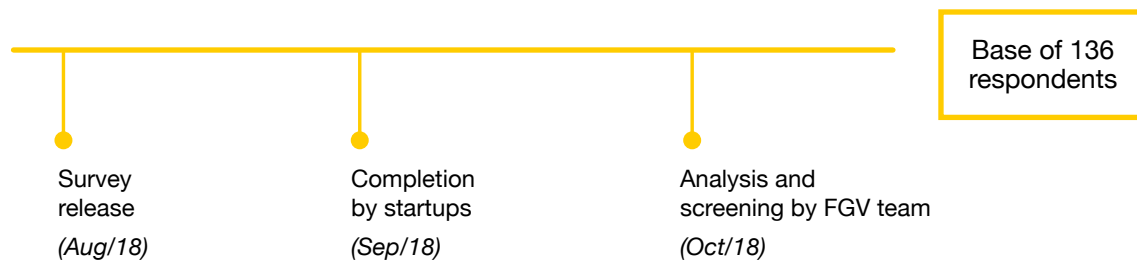 Base of 136
respondents
Survey
release
(Aug/18)
Completion
by startups
(Sep/18)
Analysis and
screening by FGV team
(Oct/18)